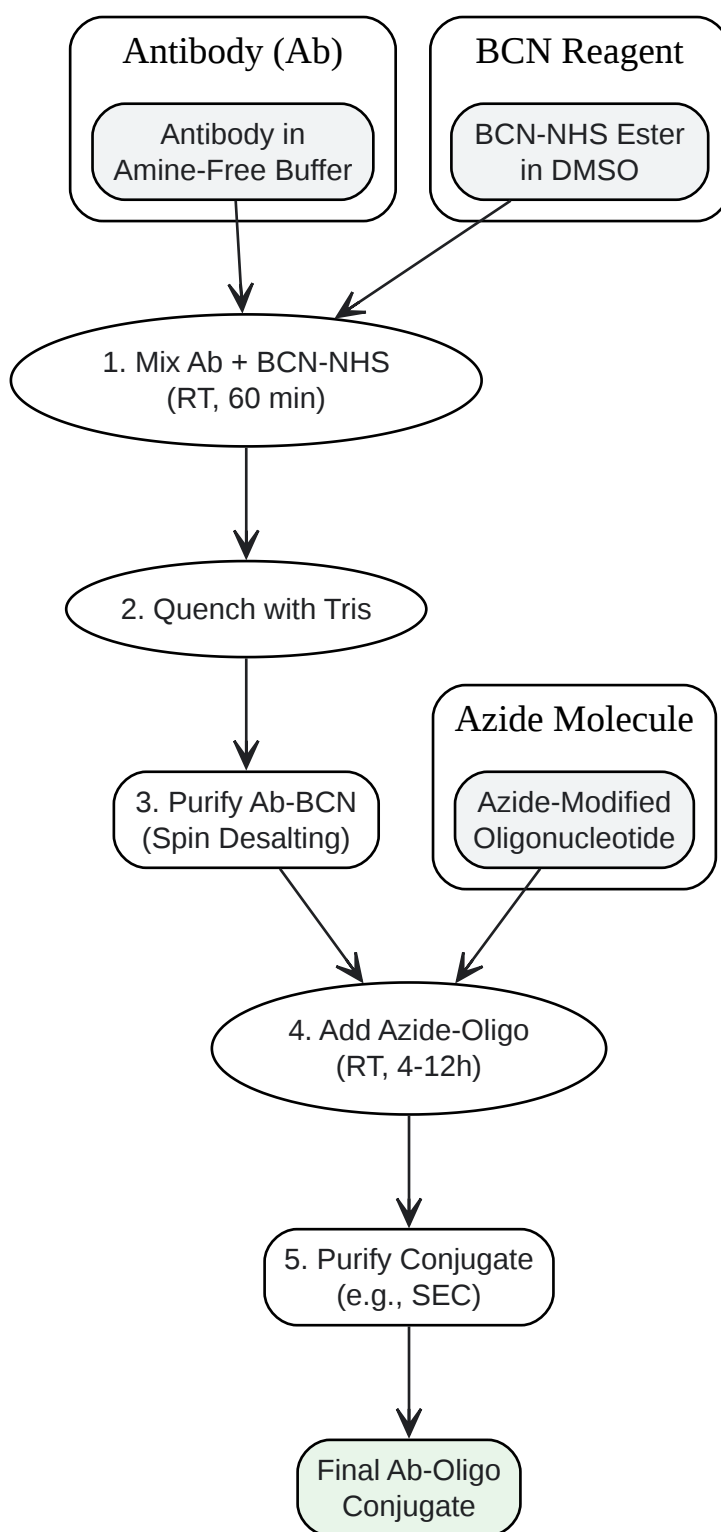 Antibody (Ab)
BCN Reagent
Antibody in
Amine-Free Buffer
BCN-NHS Ester
in DMSO
1. Mix Ab + BCN-NHS
(RT, 60 min)
2. Quench with Tris
Azide Molecule
3. Purify Ab-BCN
(Spin Desalting)
Azide-Modified
Oligonucleotide
4. Add Azide-Oligo
(RT, 4-12h)
5. Purify Conjugate
(e.g., SEC)
Final Ab-Oligo
Conjugate